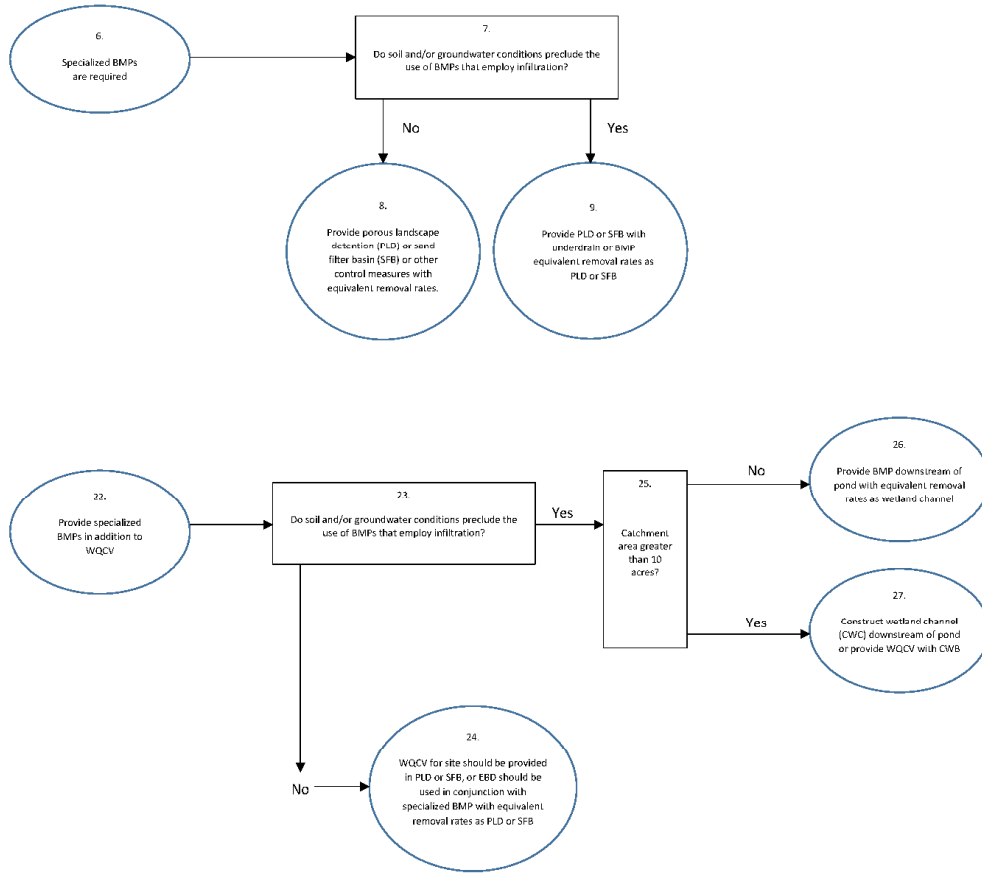 6.
Specialized BMPs
are required
7.
Do soil and/or groundwater conditions preclude the
use of BMPs that employ infiltration?
No
Yes
8.
Provide porous landscape
detention (PLD) or sand
filter basin (SFB) or other
control measures with
equivalent removal rates.
9.
Provide PLD or SFB with
underdrain or BMP
equivalent removal rates as
PLD or SFB
22.
Provide specialized
BMPs in addition to
WQCV
23.
Do soil and/or groundwater conditions preclude the
use of BMPs that employ infiltration?
Yes
No
24.
WQCV for site should be provided
in PLD or SFB, or EBD should be
used in conjunction with
specialized BMP with equivalent
removal rates as PLD or SFB
25.
Catchment
area greater
than 10
acres?
No
Yes
26.
Provide BMP downstream of
pond with equivalent removal
rates as wetland channel
27.
Construct wetland channel
(CWC) downstream of pond
or provide WQCV with CWB